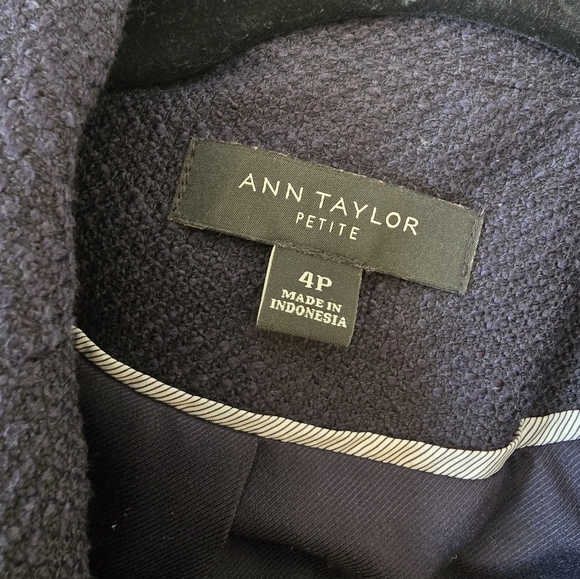 ANN TAYLOR
PETITE
4P
MADE IN
INDONESIA